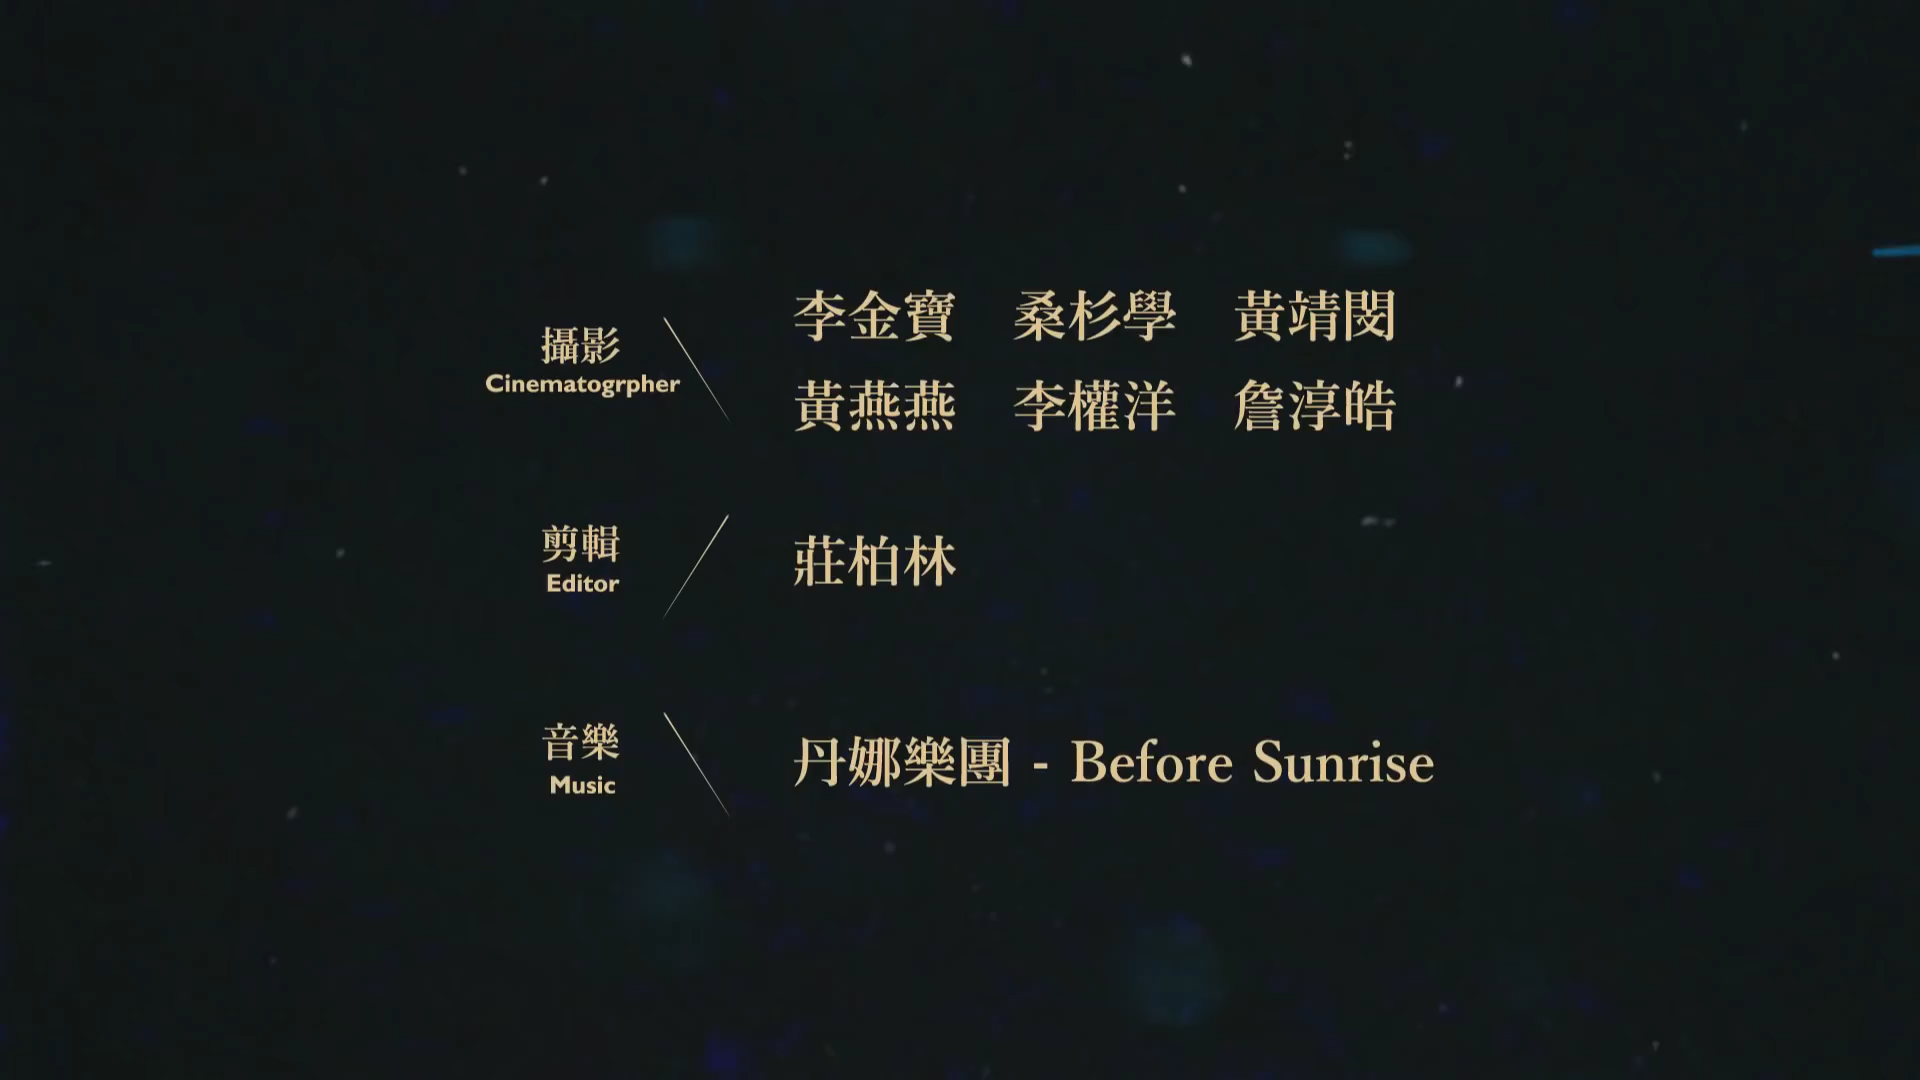 攝影
Cinematogrpher
李金寶 桑杉學 黃靖閔
黃燕燕 李權洋 詹淳皓
剪輯
Editor
莊柏林
音樂
Music
丹娜樂團 - Before Sunrise